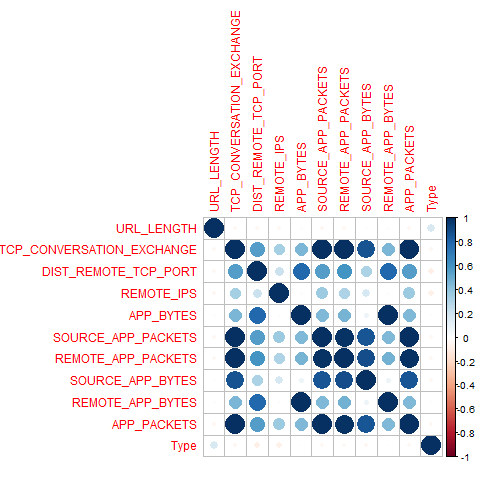 URL_LENGTH
TCP_CONVERSATION_EXCHANGE
DIST_REMOTE_TCP_PORT
REMOTE_IPS
APP_BYTES
SOURCE_APP_PACKETS
REMOTE_APP_PACKETS
SOURCE_APP_BYTES
REMOTE_APP_BYTES
APP_PACKETS
Type
URL_LENGTH
TCP_CONVERSATION_EXCHANGE
DIST_REMOTE_TCP_PORT
REMOTE_IPS
APP_BYTES
SOURCE_APP_PACKETS
REMOTE_APP_PACKETS
SOURCE_APP_BYTES
REMOTE_APP_BYTES
APP_PACKETS
Type
1
0.8
0.6
0.4
0.2
0
-0.2
-0.4
-0.6
-0.8
-1